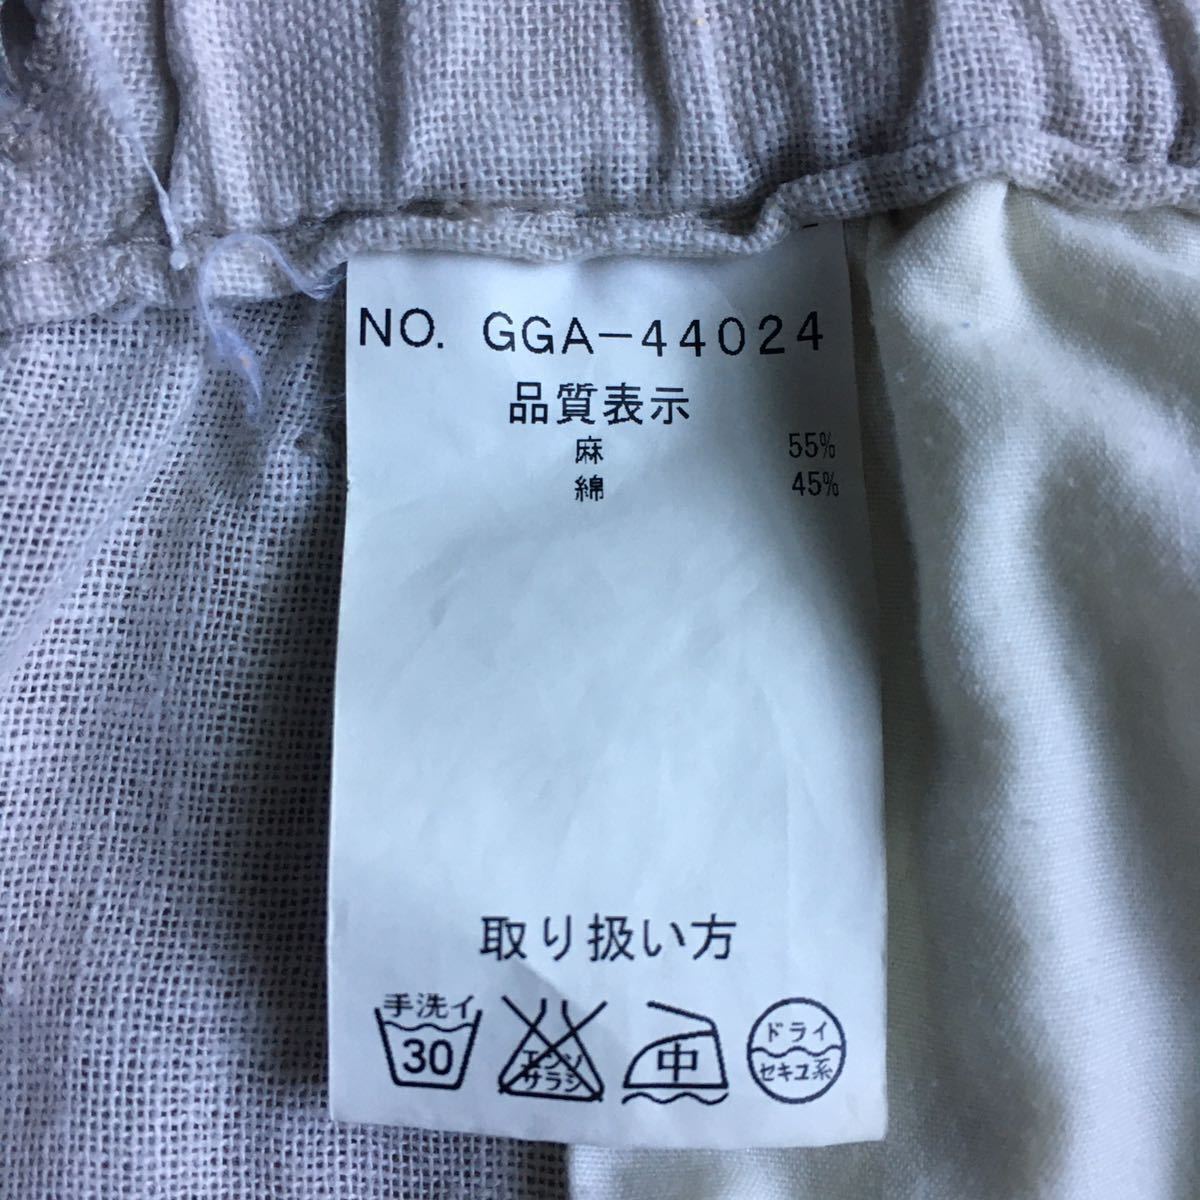 NO. GGA-44024
品質表示
麻 55%
綿 45%
取り扱い方
手洗イ
30
エンソ
サラシ
中
ドライ
セキユ系